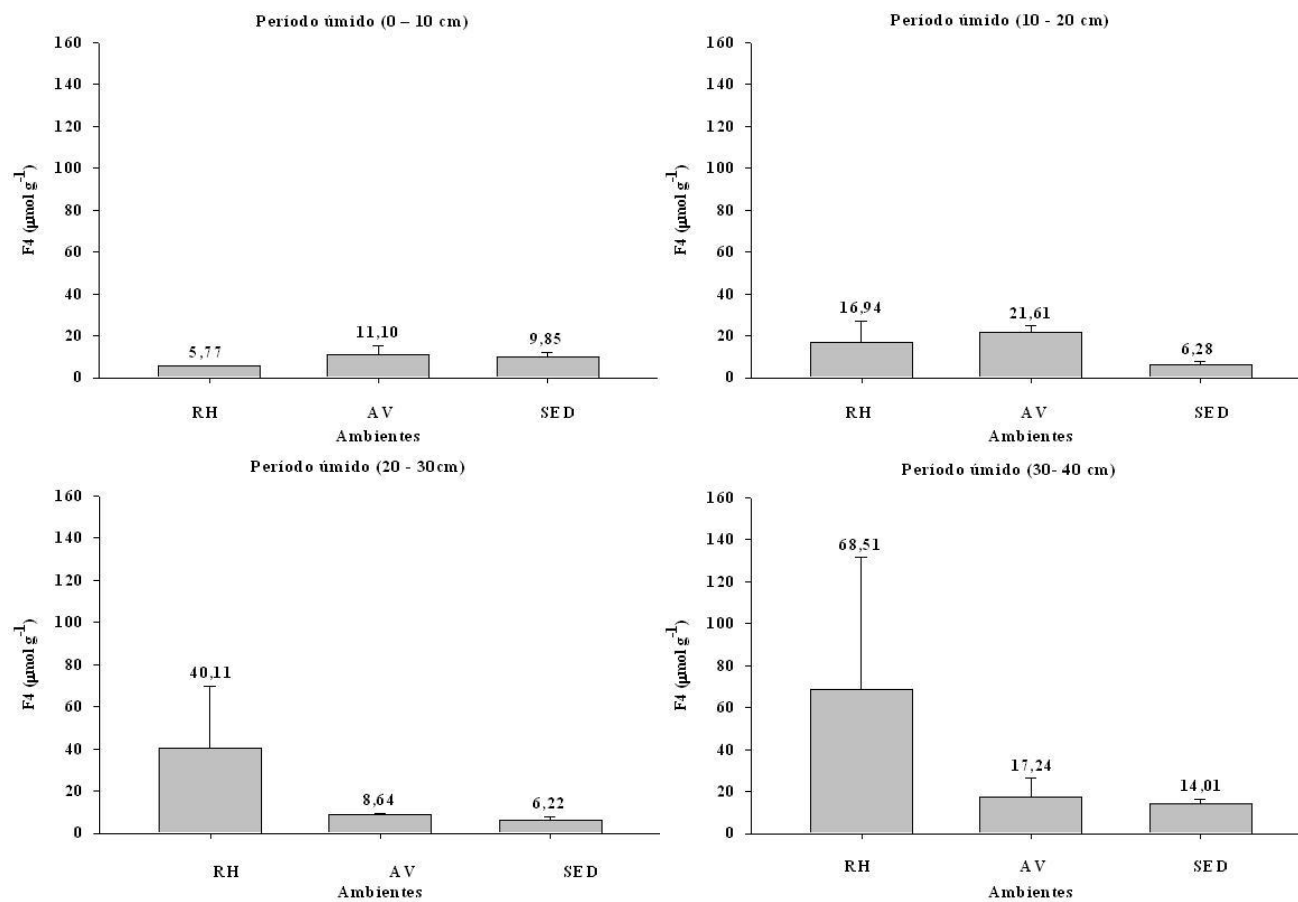 Período úmido (0 – 10 cm)
160
140
120
100
80
60
40
20
0
F4 (µmol g-1)
5,77
11,10
9,85
RH
AV
SED
Ambientes
Período úmido (10 - 20 cm)
160
140
120
100
80
60
40
20
0
F4 (µmol g-1)
16,94
21,61
6,28
RH
AV
SED
Ambientes
Período úmido (20 - 30cm)
160
140
120
100
80
60
40
20
0
F4 (µmol g-1)
40,11
8,64
6,22
RH
AV
SED
Ambientes
Período úmido (30- 40 cm)
160
140
120
100
80
60
40
20
0
F4 (µmol g-1)
68,51
17,24
14,01
RH
AV
SED
Ambientes